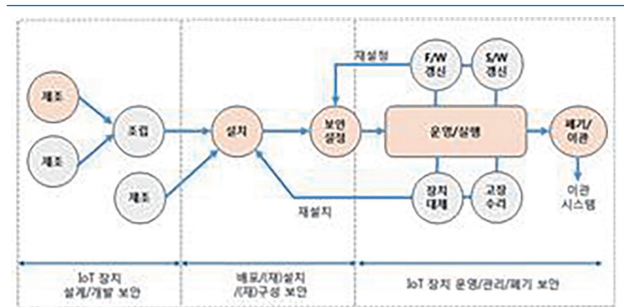 제조
제조
조립
제조
설치
보안
설정
재설정
F/W
갱신
S/W
갱신
운영/실행
장치
대체
고장
수리
재설치
폐기/
이관
이관
시스템
IoT 장치
설계/개발 보안
배포/(재)설치
/(재)구성 보안
IoT 장치 운영/관리/폐기 보안